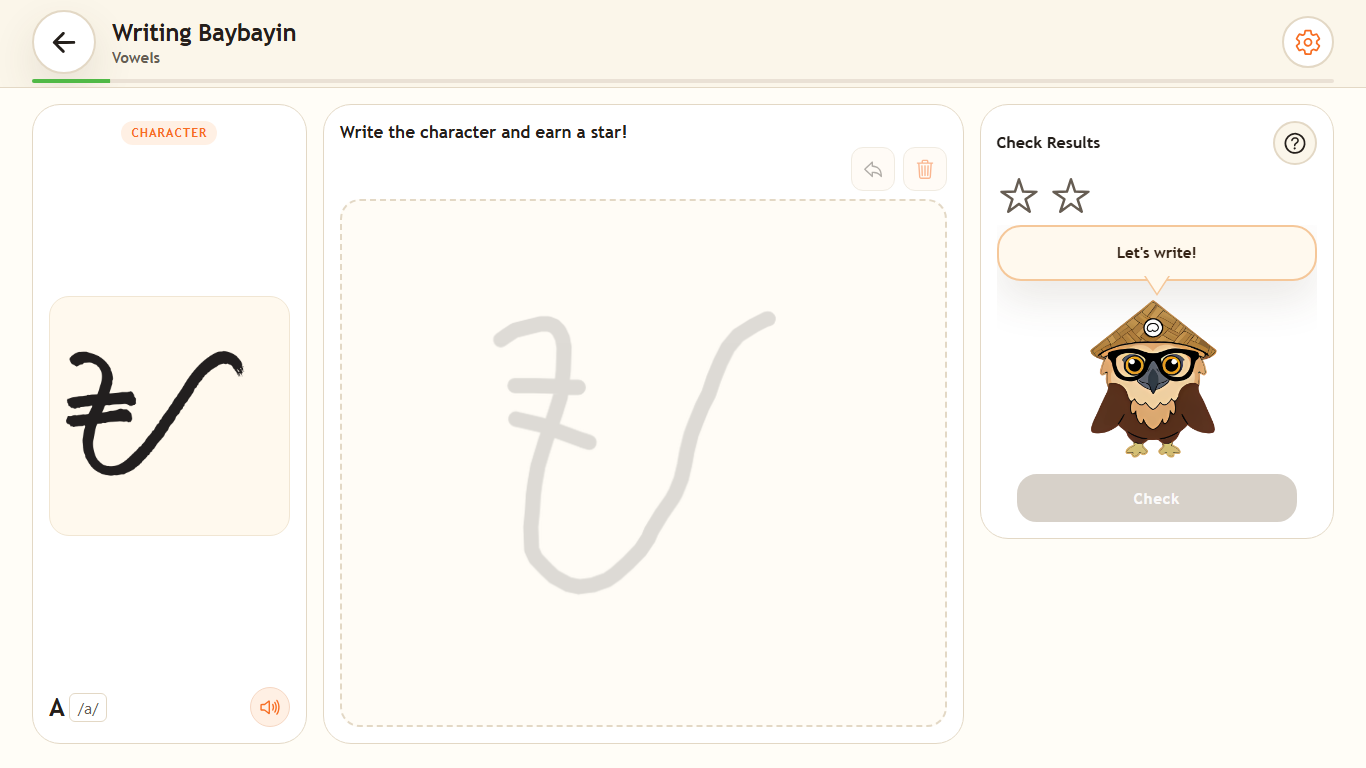 Writing Baybayin
Vowels
CHARACTER
ᜀ
A /a/
Write the character and earn a star!
ᜀ
Check Results
Let's write!
Check